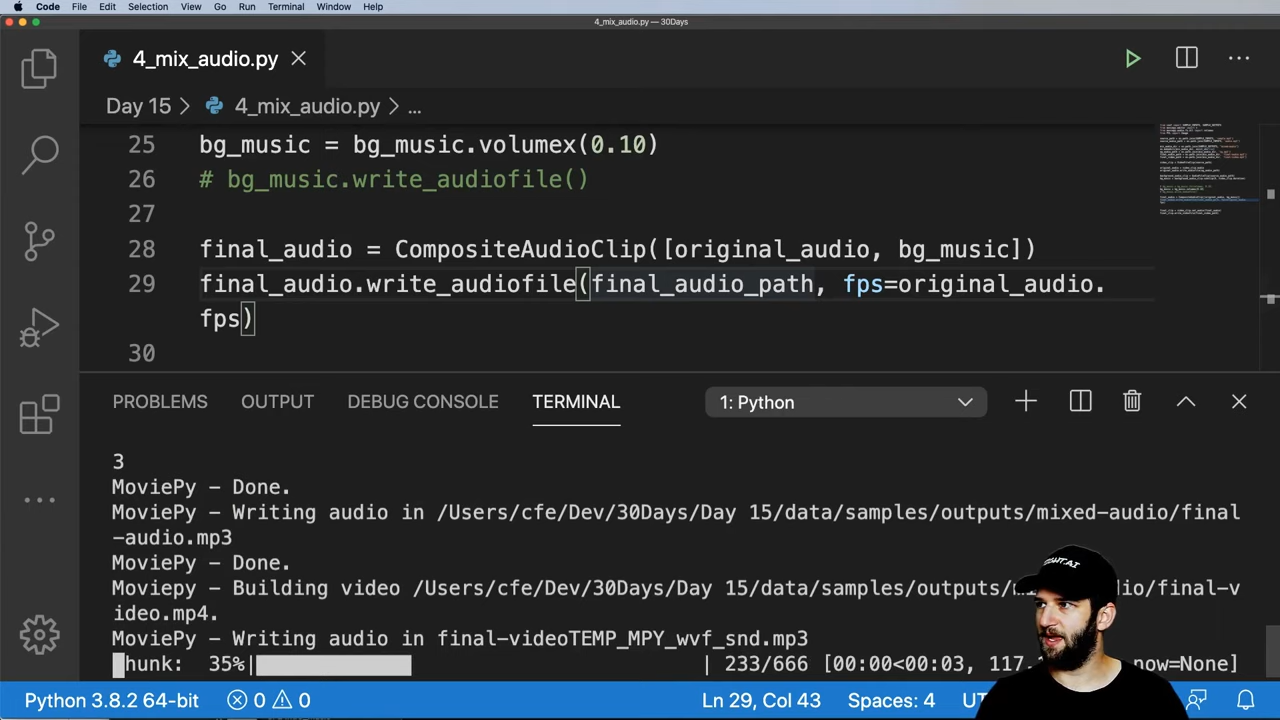 Code File Edit Selection View Go Run Terminal Window Help
4_mix_audio.py — 30Days
4_mix_audio.py
Day 15 > 4_mix_audio.py > ...
25 bg_music = bg_music.volumex(0.10)
26 # bg_music.write_audiofile()
27
28 final_audio = CompositeAudioClip([original_audio, bg_music])
29 final_audio.write_audiofile(final_audio_path, fps=original_audio.
fps)
30
PROBLEMS OUTPUT DEBUG CONSOLE TERMINAL 1: Python
3
MoviePy - Done.
MoviePy - Writing audio in /Users/cfe/Dev/30Days/Day 15/data/samples/outputs/mixed-audio/final
-audio.mp3
MoviePy - Done.
Moviepy - Building video /Users/cfe/Dev/30Days/Day 15/data/samples/outputs/mi io/final-v
ideo.mp4.
MoviePy - Writing audio in final-videoTEMP_MPY_wvf_snd.mp3
hunk: 35%| | 233/666 [00:00<00:03, 117. now=None]
Python 3.8.2 64-bit 0 0 Ln 29, Col 43 Spaces: 4